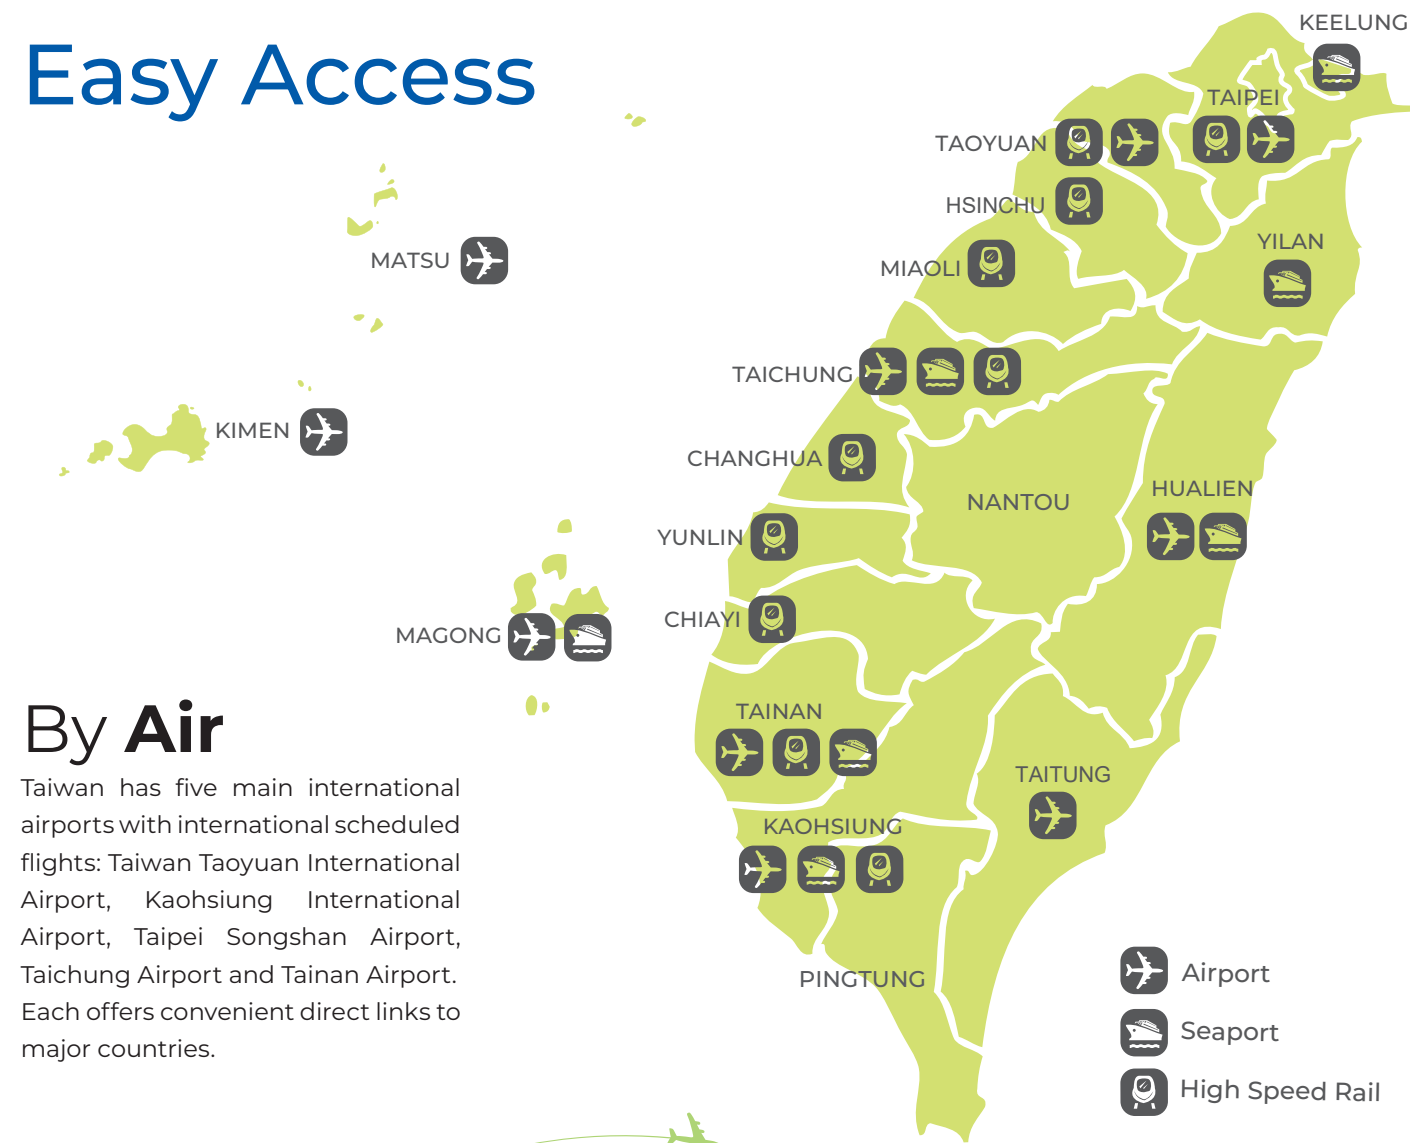 Easy Access
KEELUNG
TAIPEI
TAOYUAN
HSINCHU
YILAN
MATSU
MIAOLI
TAICHUNG
KIMEN
CHANGHUA
HUALIEN
NANTOU
YUNLIN
CHIAYI
MAGONG
TAINAN
TAITUNG
KAOHSIUNG
PINGTUNG
By Air
Taiwan has five main international
airports with international scheduled
flights: Taiwan Taoyuan International
Airport, Kaohsiung International
Airport, Taipei Songshan Airport,
Taichung Airport and Tainan Airport.
Each offers convenient direct links to
major countries.
Airport
Seaport
High Speed Rail